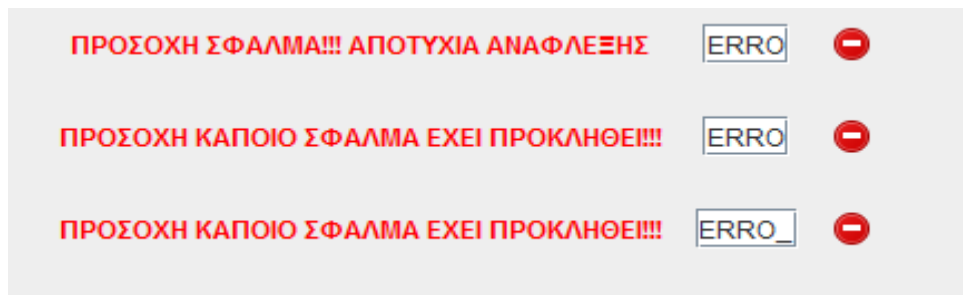 ΠΡΟΣΟΧΗ ΣΦΑΛΜΑ!!! ΑΠΟΤΥΧΙΑ ΑΝΑΦΛΕΞΗΣ ERRO
ΠΡΟΣΟΧΗ ΚΑΠΟΙΟ ΣΦΑΛΜΑ ΕΧΕΙ ΠΡΟΚΛΗΘΕΙ!!! ERRO
ΠΡΟΣΟΧΗ ΚΑΠΟΙΟ ΣΦΑΛΜΑ ΕΧΕΙ ΠΡΟΚΛΗΘΕΙ!!! ERRO_